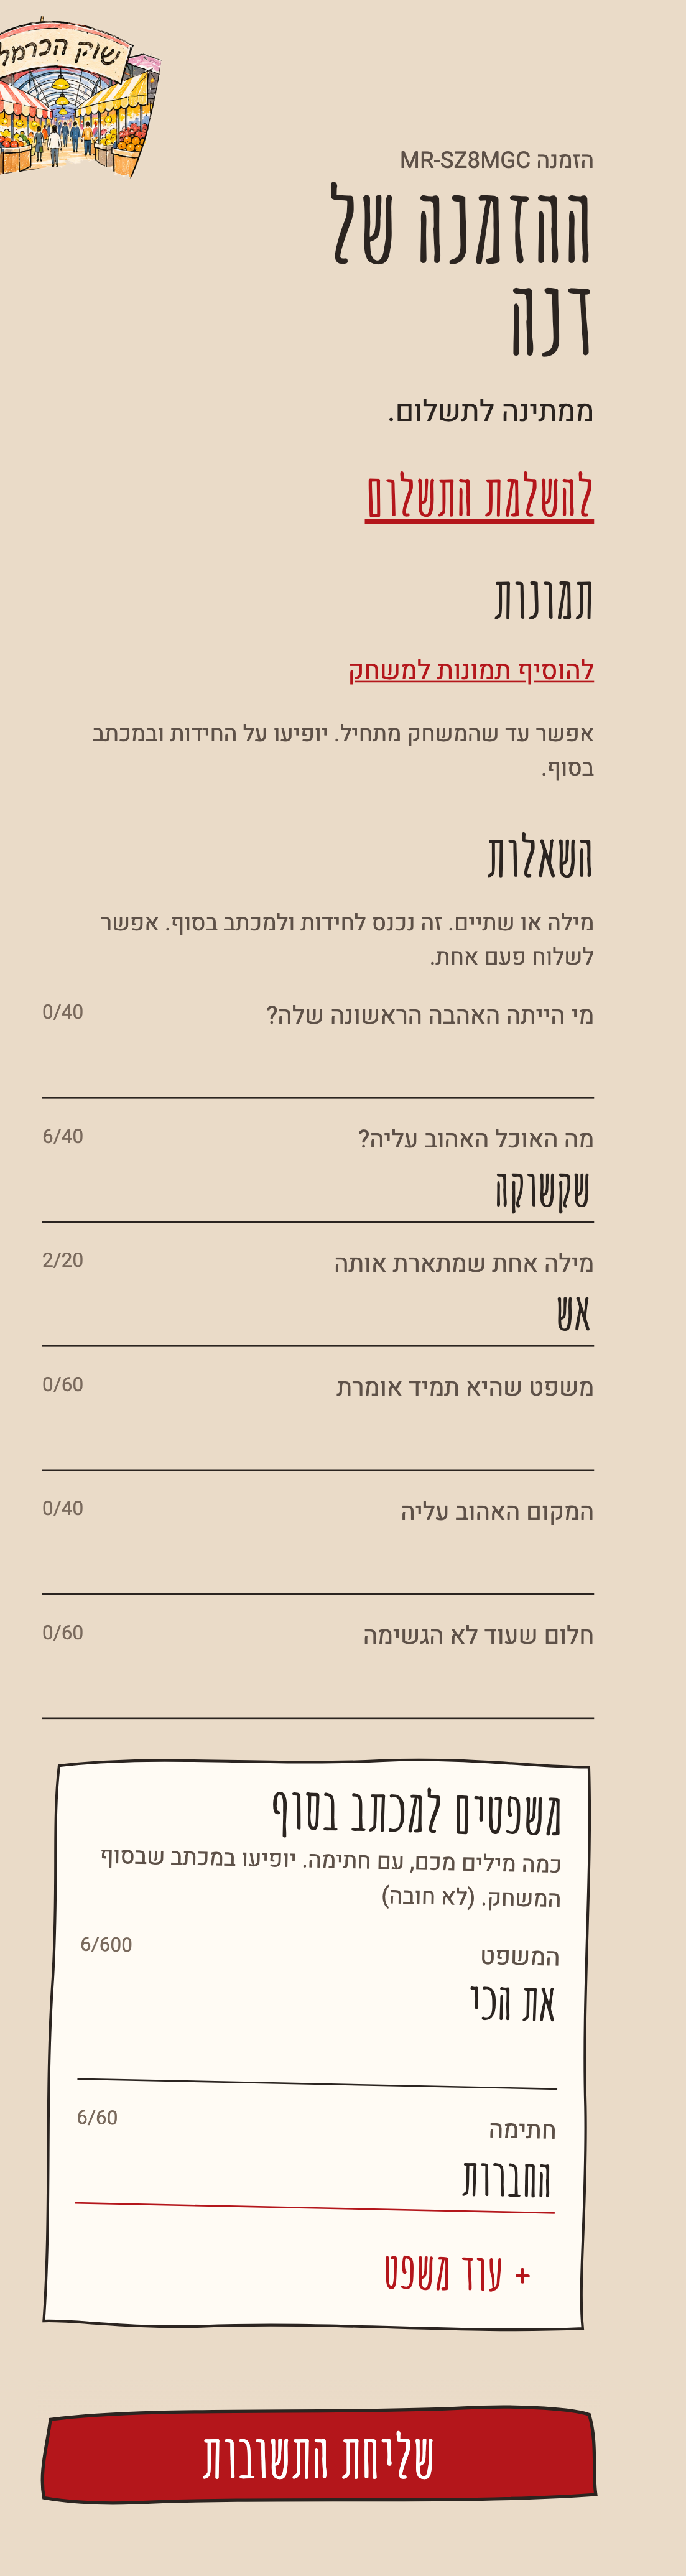 שוק הכרמל
הזמנה MR-SZ8MGC
ההזמנה של
דנה
ממתינה לתשלום.
להשלמת התשלום
תמונות
להוסיף תמונות למשחק
אפשר עד שהמשחק מתחיל. יופיעו על החידות ובמכתב
בסוף.
השאלות
מילה או שתיים. זה נכנס לחידות ולמכתב בסוף. אפשר
לשלוח פעם אחת.
מי הייתה האהבה הראשונה שלה? 0/40
מה האוכל האהוב עליה? 6/40
שקשוקה
מילה אחת שמתארת אותה 2/20
אש
משפט שהיא תמיד אומרת 0/60
המקום האהוב עליה 0/40
חלום שעוד לא הגשימה 0/60
משפטים למכתב בסוף
כמה מילים מכם, עם חתימה. יופיעו במכתב שבסוף
המשחק. (לא חובה)
המשפט 6/600
את הכי
חתימה 6/60
החברות
+ עוד משפט
שליחת התשובות